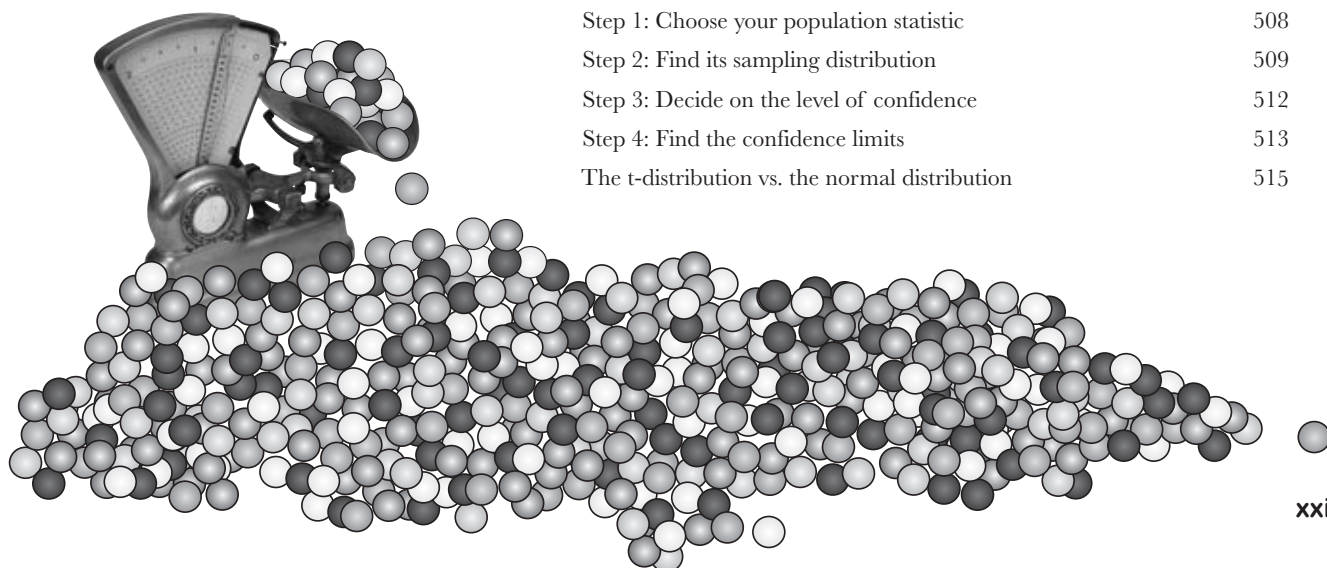 Step 1: Choose your population statistic 508
Step 2: Find its sampling distribution 509
Step 3: Decide on the level of confidence 512
Step 4: Find the confidence limits 513
The t-distribution vs. the normal distribution 515
xxi